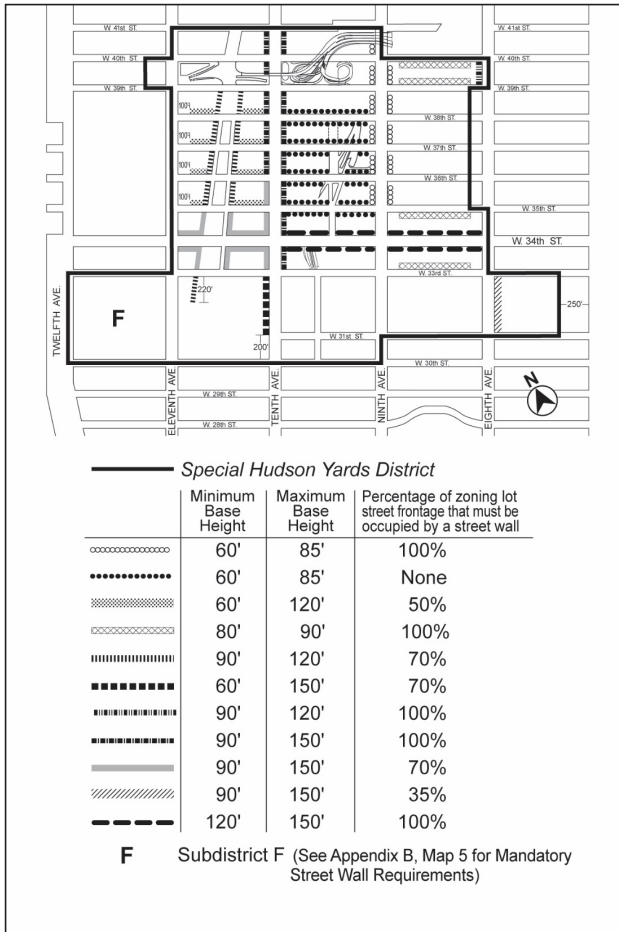 W. 41st ST.
W. 41st ST.
W. 40th ST.
W. 40th ST.
W. 39th ST.
W. 39th ST.
100'
W. 38th ST.
100'
W. 37th ST.
100'
W. 36th ST.
100'
W. 35th ST.
W. 34th ST.
W. 33rd ST.
TWELFTH AVE.
F
220'
250'
200'
W. 31st ST.
W. 30th ST.
ELEVENTH AVE
TENTH AVE
NINTH AVE
EIGHTH AVE
N
W. 29th ST.
W. 28th ST.
Special Hudson Yards District
Minimum Base Height
Maximum Base Height
Percentage of zoning lot street frontage that must be occupied by a street wall
60' 85' 100%
60' 85' None
60' 120' 50%
80' 90' 100%
90' 120' 70%
60' 150' 70%
90' 120' 100%
90' 150' 100%
90' 150' 70%
90' 150' 35%
120' 150' 100%
F Subdistrict F (See Appendix B, Map 5 for Mandatory
Street Wall Requirements)